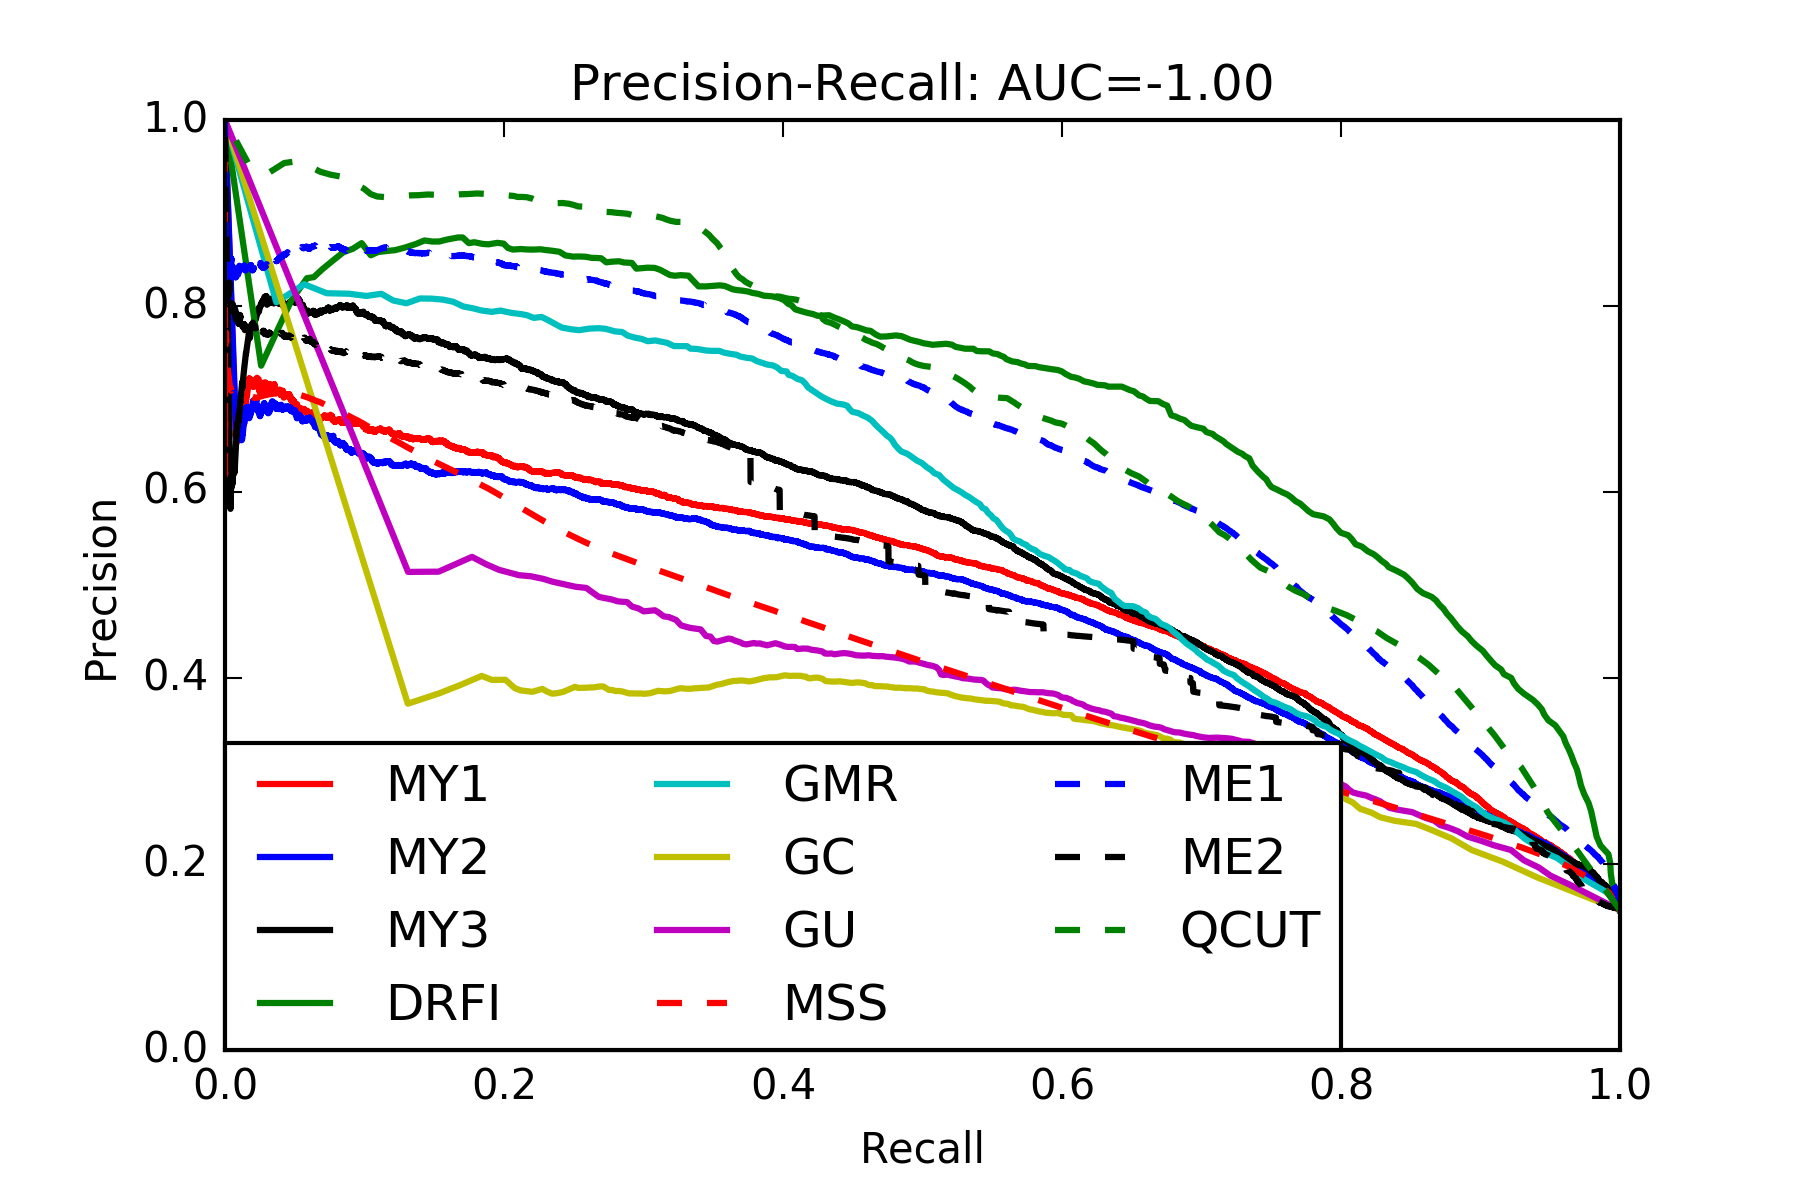 Precision-Recall: AUC=-1.00
1.0
0.8
0.6
0.4
0.2
0.0
Precision
MY1 GMR ME1
MY2 GC ME2
MY3 GU QCUT
DRFI MSS
0.0 0.2 0.4 0.6 0.8 1.0
Recall